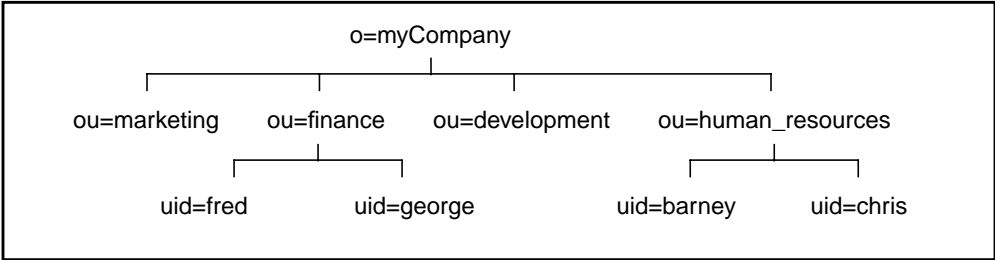 o=myCompany
ou=marketing ou=finance ou=development ou=human_resources
uid=fred uid=george uid=barney uid=chris